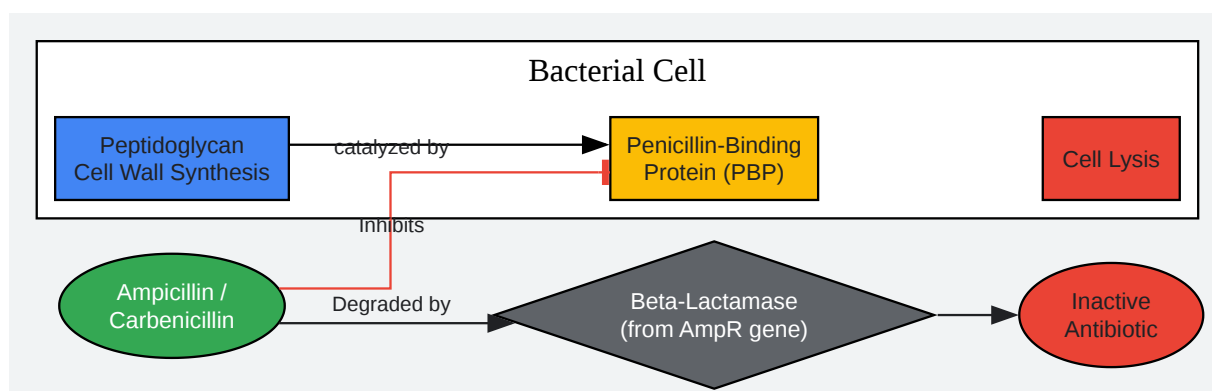 Bacterial Cell
Peptidoglycan
Cell Wall Synthesis
catalyzed by
Penicillin-Binding
Protein (PBP)
Cell Lysis
Inhibits
Ampicillin /
Carbenicillin
Degraded by
Beta-Lactamase
(from AmpR gene)
Inactive
Antibiotic